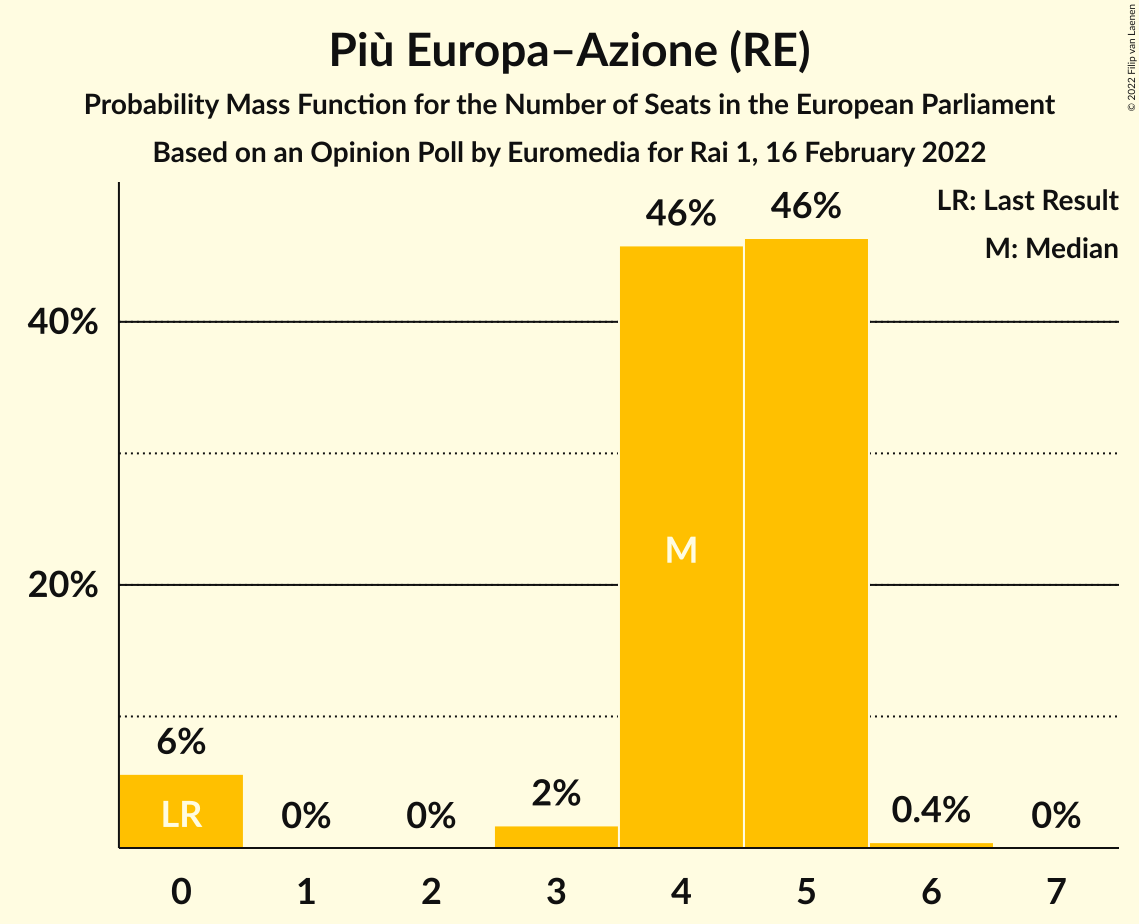 Più Europa–Azione (RE)
Probability Mass Function for the Number of Seats in the European Parliament
Based on an Opinion Poll by Euromedia for Rai 1, 16 February 2022
© 2022 Filip van Laenen
LR: Last Result
M: Median
46%
46%
40%
M
20%
6%
LR
0%
0%
2%
0.4%
0%
0
1
2
3
4
5
6
7